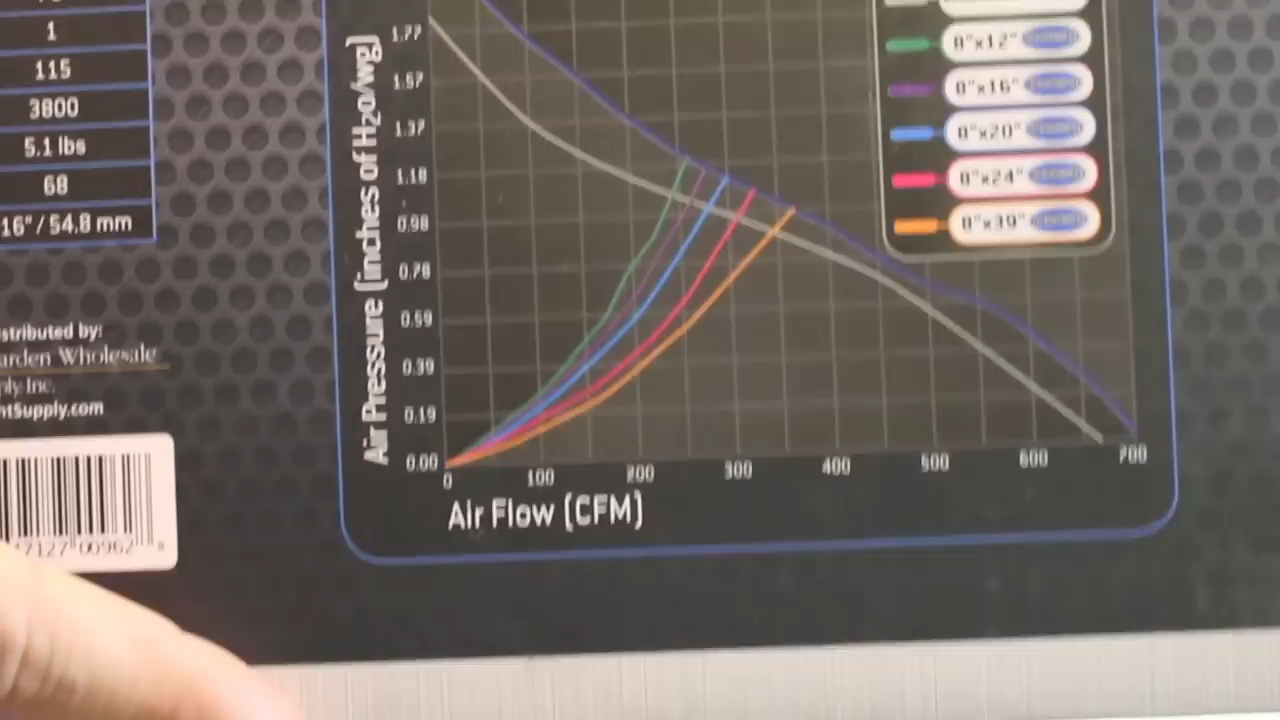 1
115
3800
5.1 lbs
68
16" / 54.8 mm
stributed by:
arden Wholesale
ply Inc.
ntSupply.com
Air Pressure (inches of H2o/wg)
1.77
1.57
1.37
1.18
0.98
0.78
0.59
0.39
0.19
0.00
0 100 200 300 400 500 600 700
Air Flow (CFM)
8"x12"
8"x16"
8"x20"
8"x24"
8"x39"